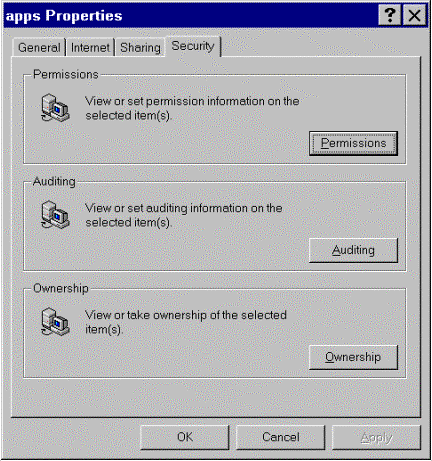 apps Properties
General Internet Sharing Security
Permissions
View or set permission information on the
selected item(s).
Permissions
Auditing
View or set auditing information on the
selected item(s).
Auditing
Ownership
View or take ownership of the selected
item(s).
Ownership
OK Cancel Apply